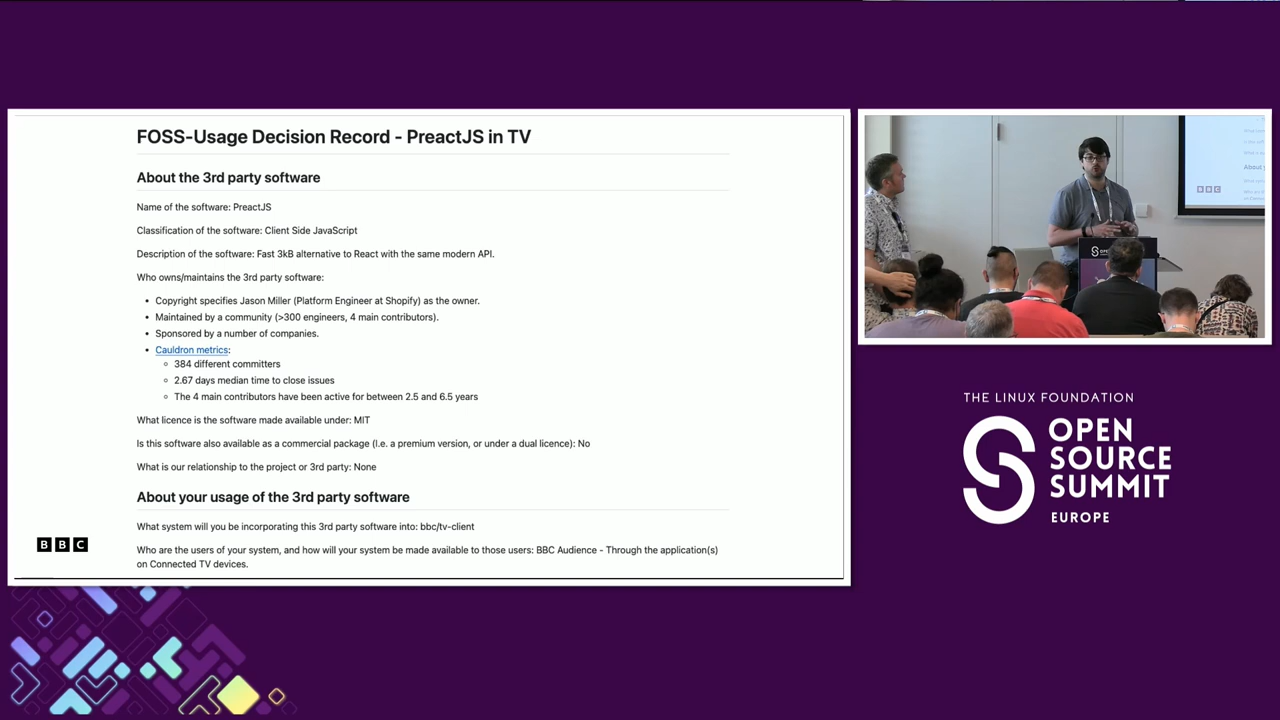 FOSS-Usage Decision Record - PreactJS in TV
About the 3rd party software
Name of the software: PreactJS
Classification of the software: Client Side JavaScript
Description of the software: Fast 3kB alternative to React with the same modern API.
Who owns/maintains the 3rd party software:
• Copyright specifies Jason Miller (Platform Engineer at Shopify) as the owner.
• Maintained by a community (>300 engineers, 4 main contributors).
• Sponsored by a number of companies.
• Cauldron metrics:
◦ 384 different committers
◦ 2.67 days median time to close issues
◦ The 4 main contributors have been active for between 2.5 and 6.5 years
What licence is the software made available under: MIT
Is this software also available as a commercial package (I.e. a premium version, or under a dual licence): No
What is our relationship to the project or 3rd party: None
About your usage of the 3rd party software
What system will you be incorporating this 3rd party software into: bbc/tv-client
Who are the users of your system, and how will your system be made available to those users: BBC Audience - Through the application(s)
on Connected TV devices.
BBC
BBC
THE LINUX FOUNDATION
OPEN
SOURCE
SUMMIT
EUROPE